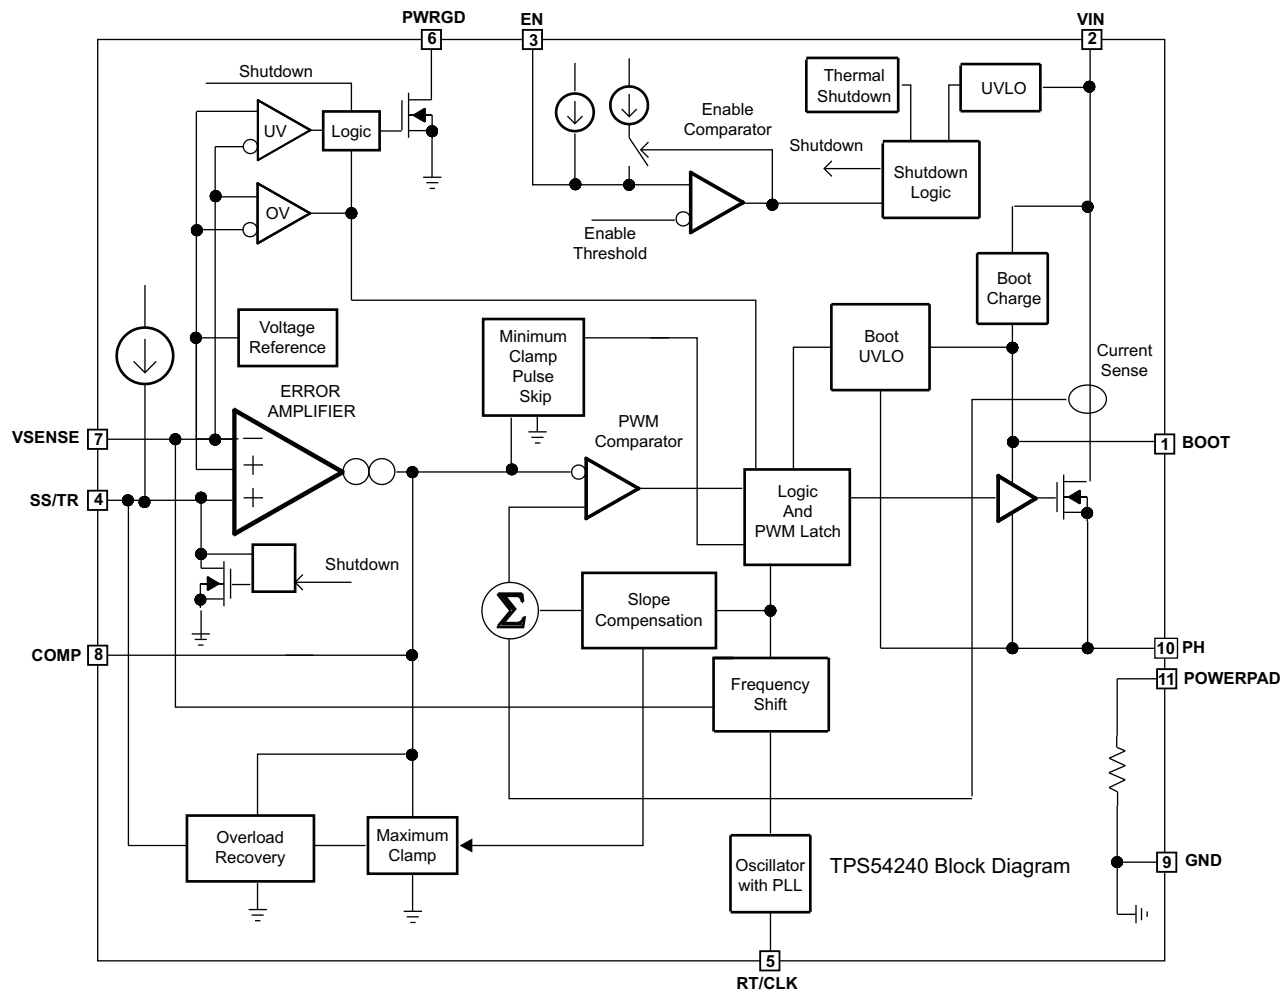 PWRGD
EN
VIN
6
3
2
Shutdown
Thermal
Shutdown
UVLO
UV
Logic
Enable
Comparator
Shutdown
Shutdown
Logic
OV
Enable
Threshold
Boot
Charge
Voltage
Reference
Minimum
Clamp
Pulse
Skip
Boot
UVLO
Current
Sense
ERROR
AMPLIFIER
PWM
Comparator
VSENSE
7
−
+
+
1
BOOT
SS/TR
4
Logic
And
PWM Latch
Shutdown
Σ
Slope
Compensation
COMP
8
10
PH
11
POWERPAD
Frequency
Shift
Overload
Recovery
Maximum
Clamp
Oscillator
with PLL
TPS54240 Block Diagram
9
GND
5
RT/CLK